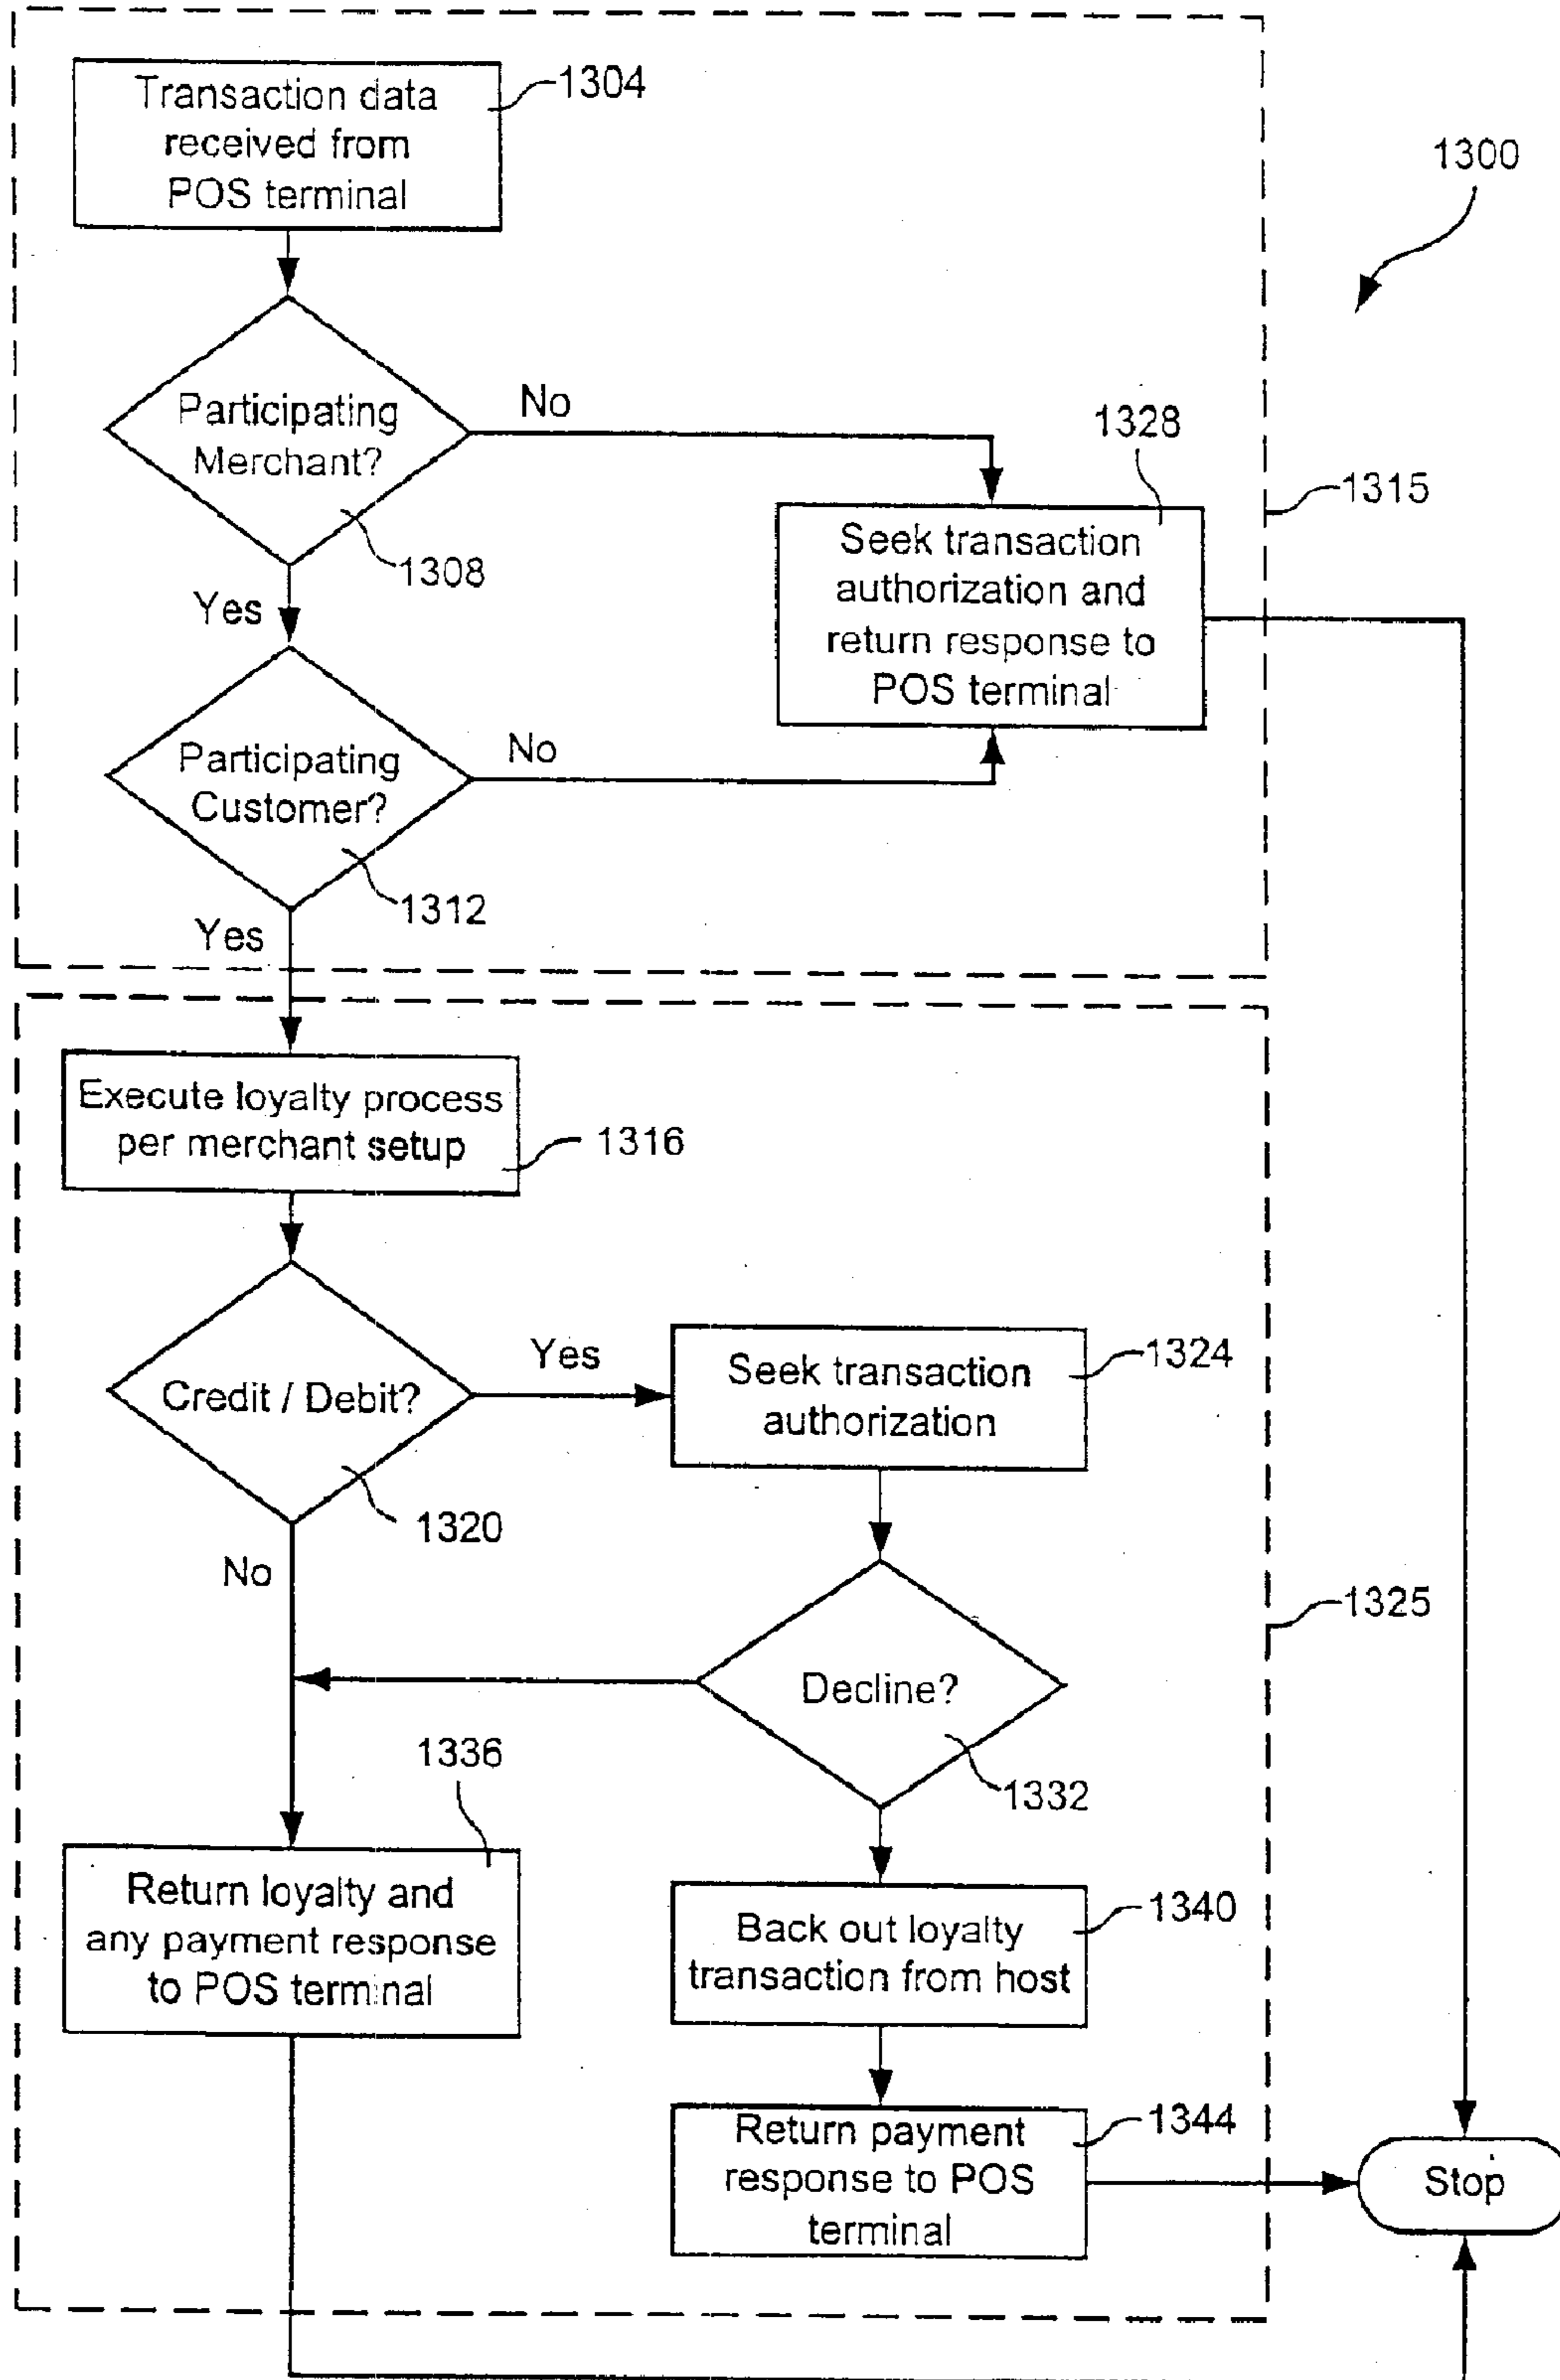 Transaction data
received from
POS terminal
1304
1300
Participating
Merchant?
No
1308
1328
Seek transaction
authorization and
return response to
POS terminal
1315
Yes
Participating
Customer?
No
1312
Yes
Execute loyalty process
per merchant setup
1316
Credit / Debit?
Yes
1320
Seek transaction
authorization
1324
No
Decline?
1332
1325
1336
Return loyalty and
any payment response
to POS terminal
Back out loyalty
transaction from host
1340
Return payment
response to POS
terminal
1344
Stop